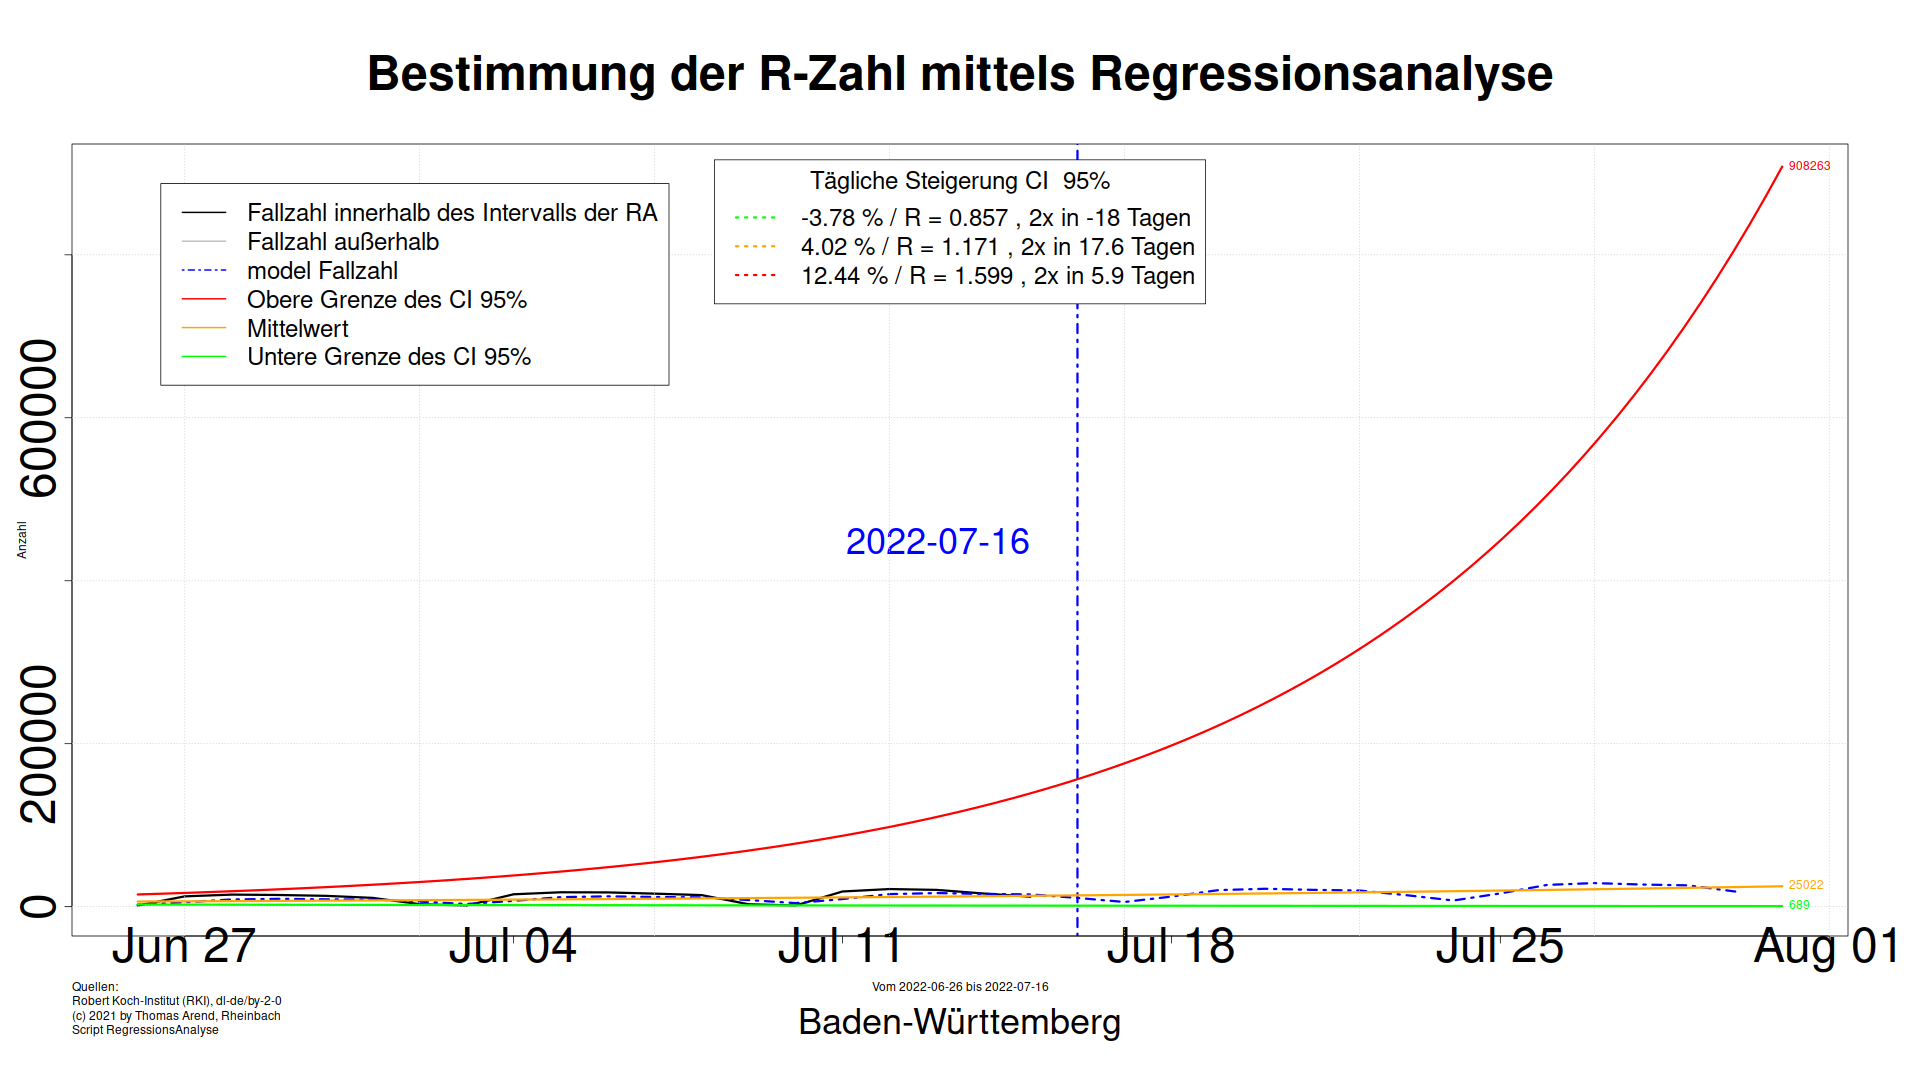 Bestimmung der R-Zahl mittels Regressionsanalyse
Fallzahl innerhalb des Intervalls der RA
Fallzahl außerhalb
model Fallzahl
Obere Grenze des CI 95%
Mittelwert
Untere Grenze des CI 95%
Tägliche Steigerung CI 95%
-3.78 % / R = 0.857 , 2x in -18 Tagen
4.02 % / R = 1.171 , 2x in 17.6 Tagen
12.44 % / R = 1.599 , 2x in 5.9 Tagen
908263
600000
200000
0
Anzahl
2022-07-16
25022
689
Jun 27
Jul 04
Jul 11
Jul 18
Jul 25
Aug 01
Quellen:
Robert Koch-Institut (RKI), dl-de/by-2-0
(c) 2021 by Thomas Arend, Rheinbach
Script RegressionsAnalyse
Vom 2022-06-26 bis 2022-07-16
Baden-Württemberg